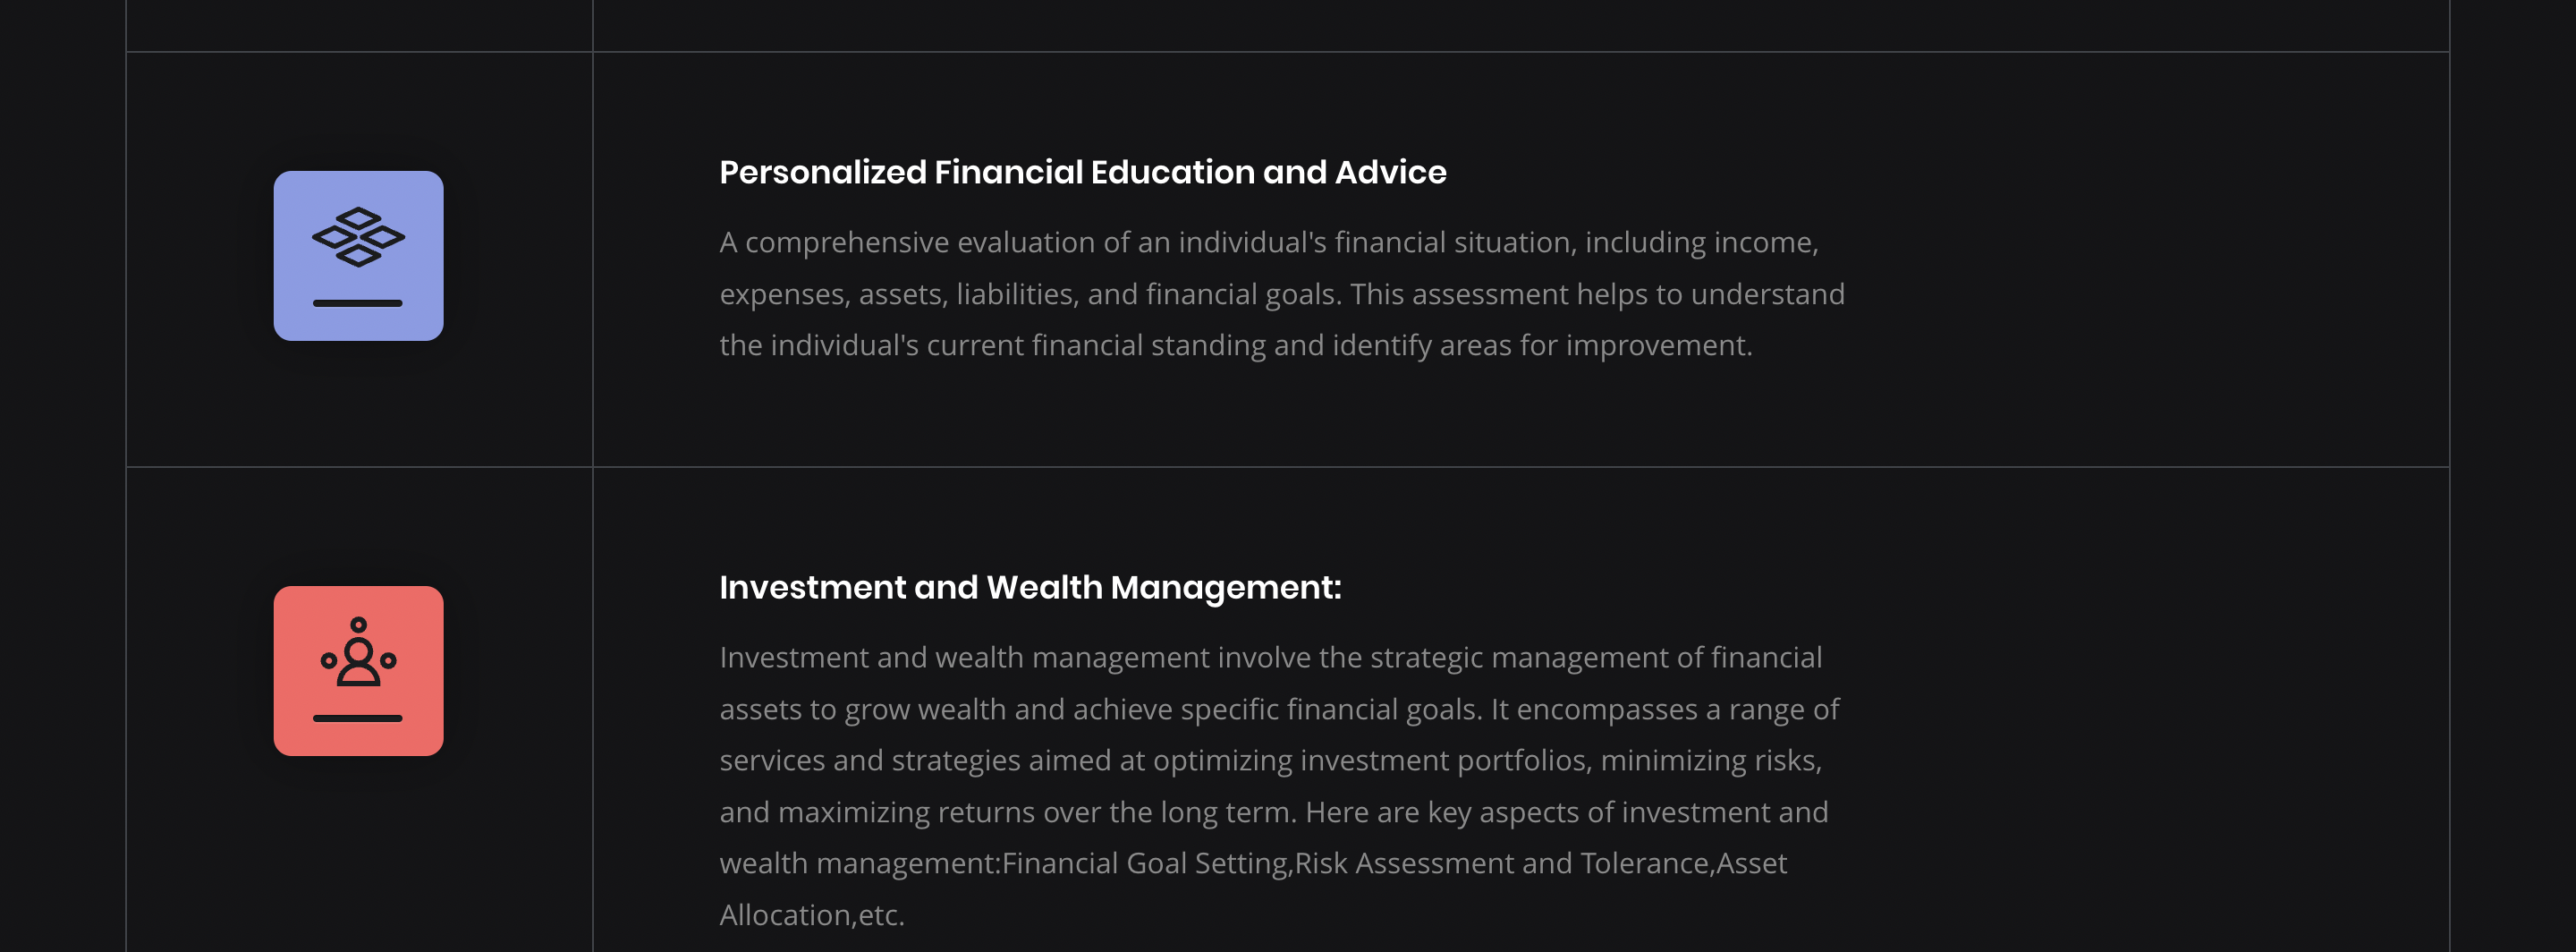 Personalized Financial Education and Advice
A comprehensive evaluation of an individual's financial situation, including income,
expenses, assets, liabilities, and financial goals. This assessment helps to understand
the individual's current financial standing and identify areas for improvement.
Investment and Wealth Management:
Investment and wealth management involve the strategic management of financial
assets to grow wealth and achieve specific financial goals. It encompasses a range of
services and strategies aimed at optimizing investment portfolios, minimizing risks,
and maximizing returns over the long term. Here are key aspects of investment and
wealth management:Financial Goal Setting,Risk Assessment and Tolerance,Asset
Allocation,etc.